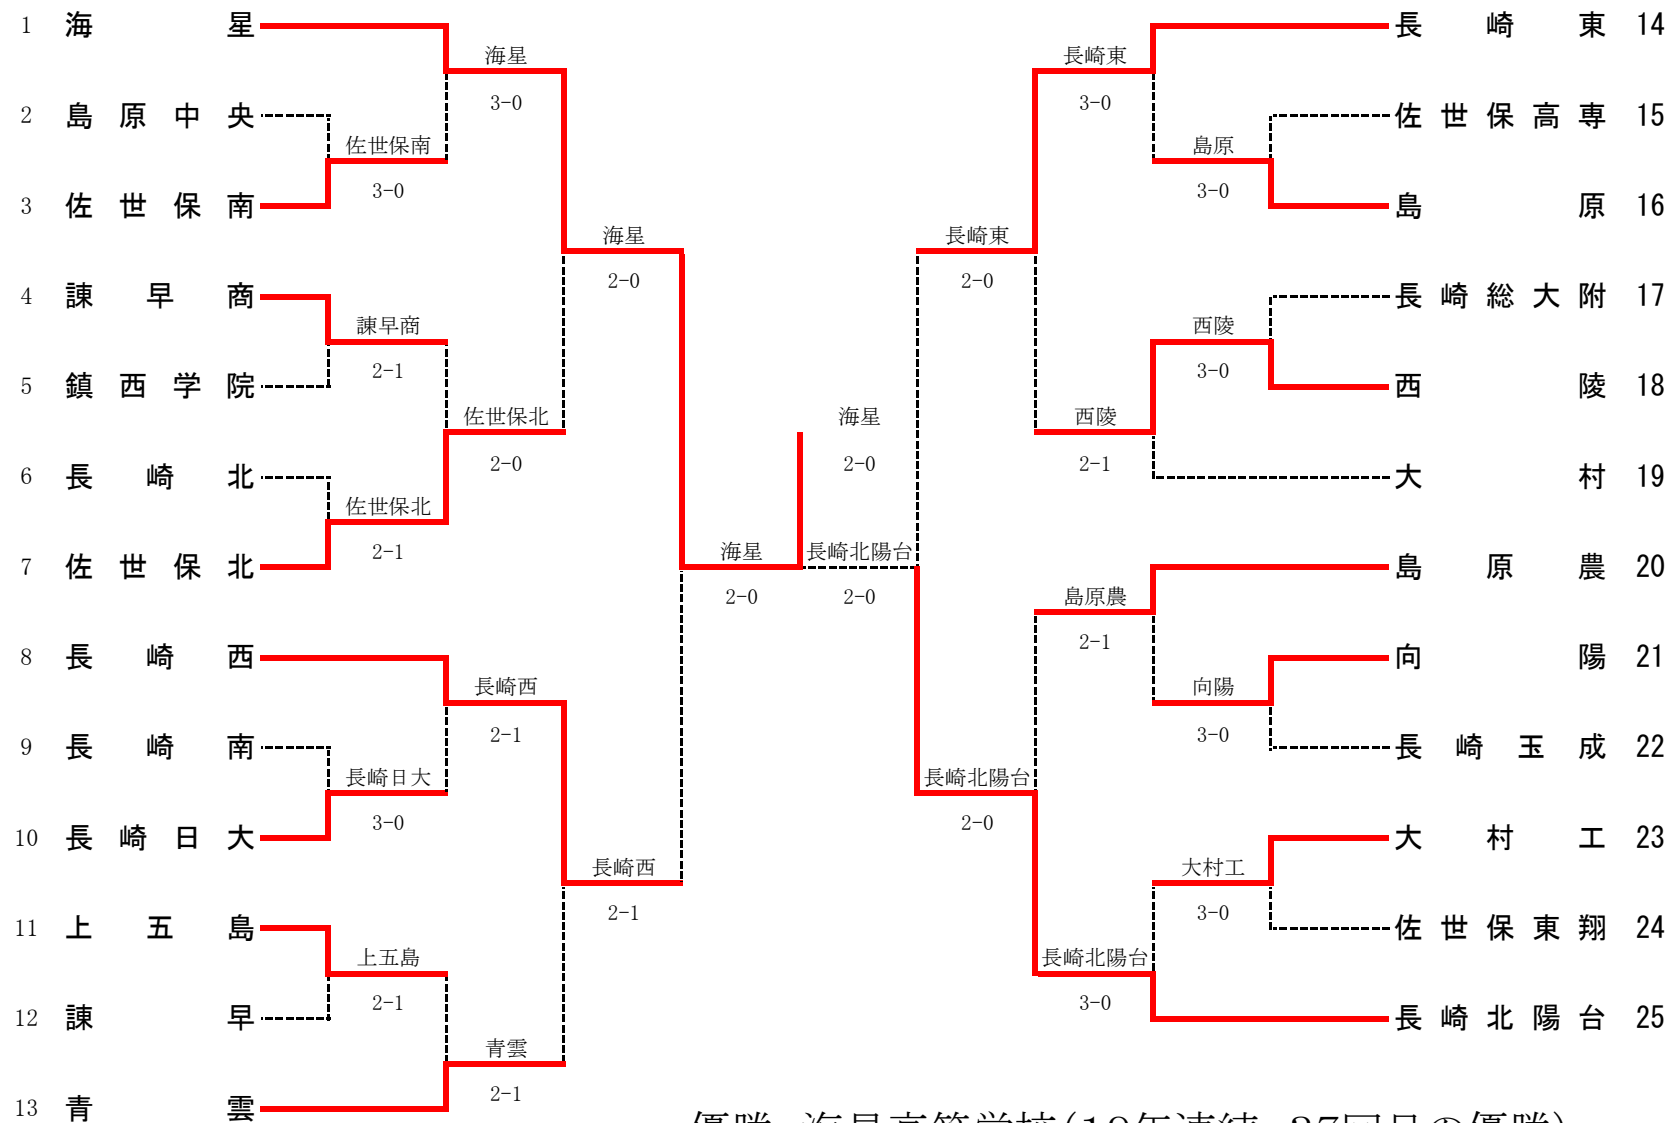 1 海星
2 島原中央
3 佐世保南
4 諫早商
5 鎮西学院
6 長崎北
7 佐世保北
8 長崎西
9 長崎南
10 長崎日大
11 上五島
12 諫早
13 青雲
佐世保南
3-0
諫早商
2-1
佐世保北
2-1
長崎日大
3-0
上五島
2-1
海星
3-0
佐世保北
2-0
長崎西
2-1
青雲
2-1
海星
2-0
長崎西
2-1
海星
2-0
海星
2-0
長崎北陽台
2-0
長崎東
2-0
長崎北陽台
2-0
長崎東
3-0
西陵
2-1
島原農
2-1
長崎北陽台
3-0
島原
3-0
西陵
3-0
向陽
3-0
大村工
3-0
長崎東 14
佐世保高専 15
島原 16
長崎総大附 17
西陵 18
大村 19
島原農 20
向陽 21
長崎玉成 22
大村工 23
佐世保東翔 24
長崎北陽台 25